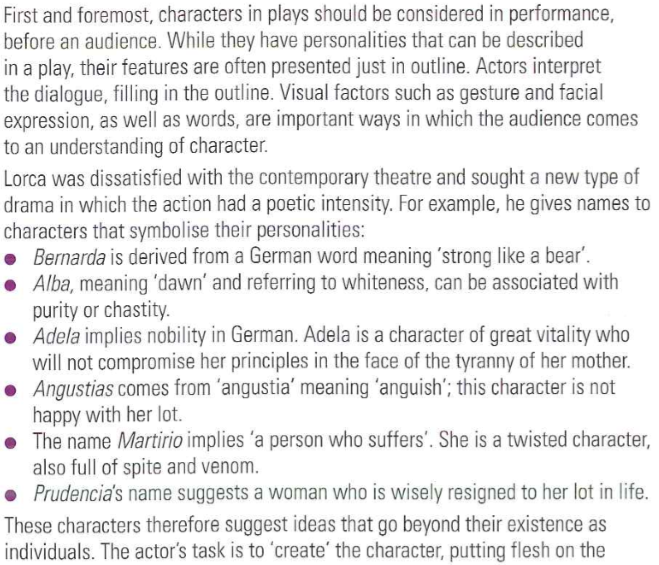 First and foremost, characters in plays should be considered in performance,
before an audience. While they have personalities that can be described
in a play, their features are often presented just in outline. Actors interpret
the dialogue, filling in the outline. Visual factors such as gesture and facial
expression, as well as words, are important ways in which the audience comes
to an understanding of character.
Lorca was dissatisfied with the contemporary theatre and sought a new type of
drama in which the action had a poetic intensity. For example, he gives names to
characters that symbolise their personalities:
● Bernarda is derived from a German word meaning 'strong like a bear'.
● Alba, meaning 'dawn' and referring to whiteness, can be associated with
purity or chastity.
● Adela implies nobility in German. Adela is a character of great vitality who
will not compromise her principles in the face of the tyranny of her mother.
● Angustias comes from 'angustia' meaning 'anguish'; this character is not
happy with her lot.
● The name Martirio implies 'a person who suffers'. She is a twisted character,
also full of spite and venom.
● Prudencia's name suggests a woman who is wisely resigned to her lot in life.
These characters therefore suggest ideas that go beyond their existence as
individuals. The actor's task is to 'create' the character, putting flesh on the